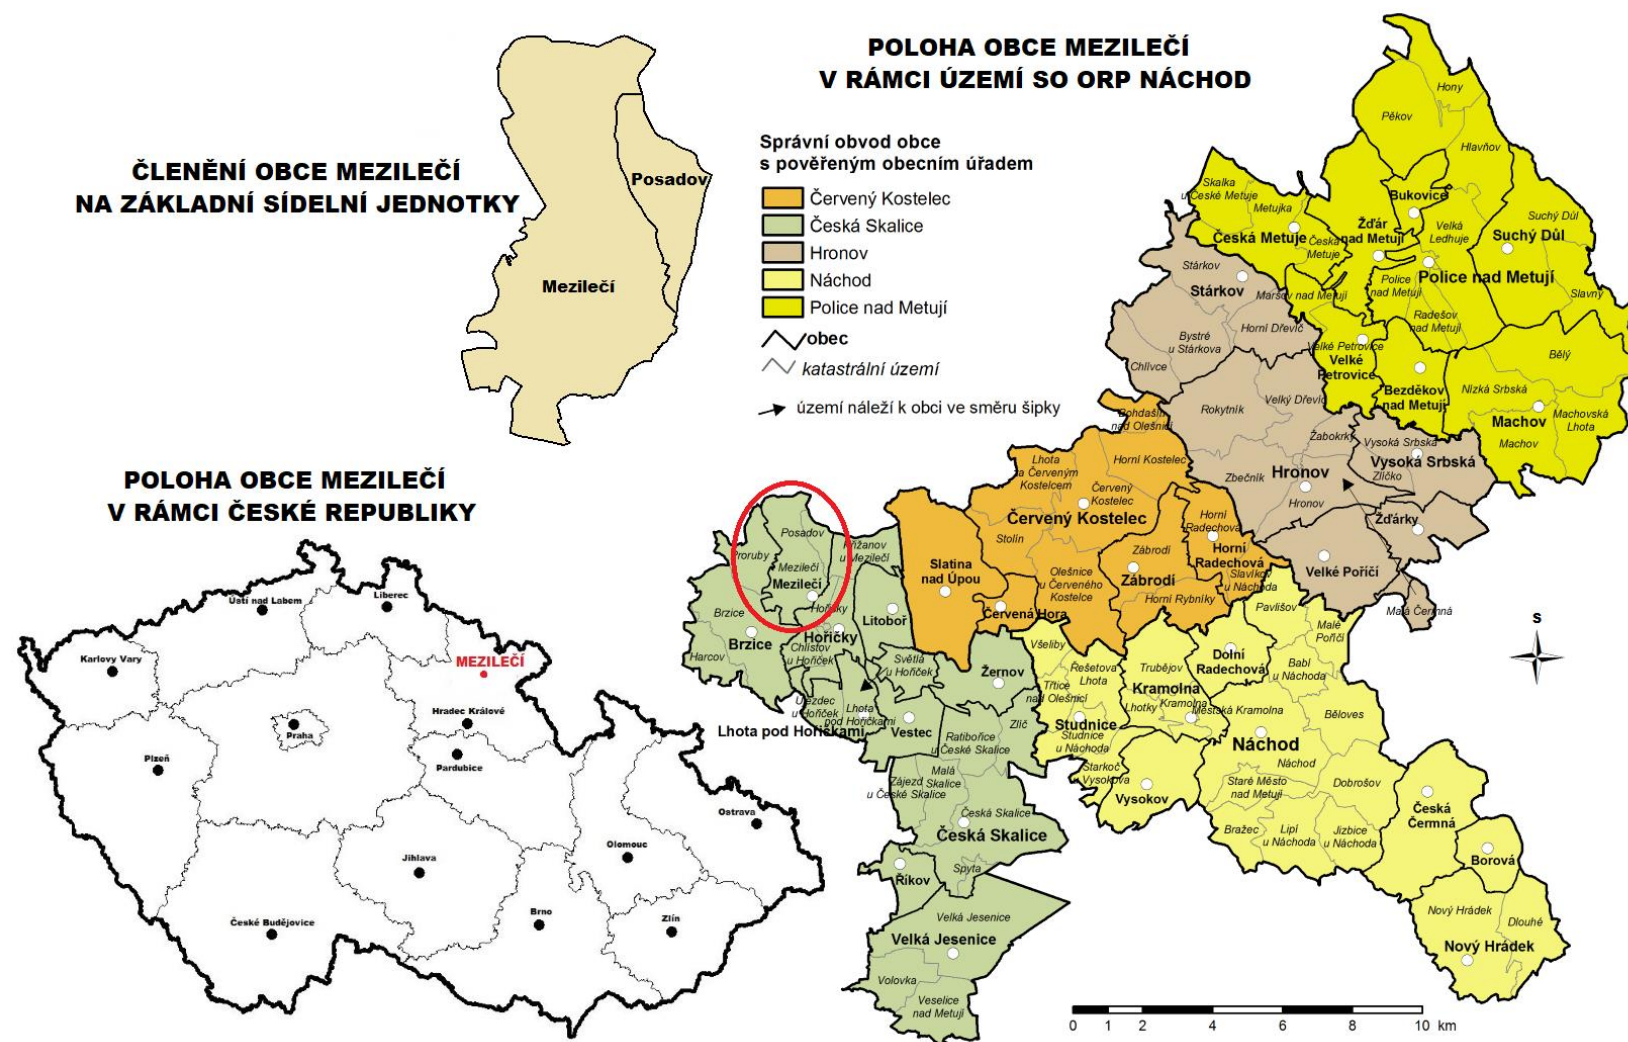 POLOHA OBCE MEZILEČÍ
V RÁMCI ÚZEMÍ SO ORP NÁCHOD
ČLENĚNÍ OBCE MEZILEČÍ
NA ZÁKLADNÍ SÍDELNÍ JEDNOTKY
Posadov
Mezilečí
Správní obvod obce
s pověřeným obecním úřadem
Červený Kostelec
Česká Skalice
Hronov
Náchod
Police nad Metují
obec
katastrální území
území náleží k obci ve směru šipky
POLOHA OBCE MEZILEČÍ
V RÁMCI ČESKÉ REPUBLIKY
Ústí nad Labem
Liberec
Karlovy Vary
MEZILEČÍ
Hradec Králové
Praha
Plzeň
Pardubice
Ostrava
Olomouc
Jihlava
České Budějovice
Brno
Zlín
Hony
Pěkov
Hlavňov
Skalka
u České Metuje
Metujka
Bukovice
Česká Metuje
Česká
Metuje
Žďár
nad Metují
Velká
Ledhuje
Suchý Důl
Suchý Důl
Police nad Metují
Police
nad Metují
Slavný
Stárkov
Stárkov
Maršov nad Metují
Radešov
nad Metují
Bystré
u Stárkova
Horní Dřevíč
Velké Petrovice
Velké
Petrovice
Bělý
Chlívce
Bezděkov
nad Metují
Nízká Srbská
Rokytník
Velký Dřevíč
Machov
Machovská
Lhota
Machov
Bohdašín
nad Olešnicí
Žabokrky
Vysoká Srbská
Vysoká Srbská
Zlíčko
Zbečník
Hronov
Hronov
Lhota
za Červeným
Kostelcem
Horní Kostelec
Červený
Kostelec
Červený Kostelec
Horní
Radechová
Horní
Radechová
Žďárky
Velké Poříčí
Malá Čermná
Stolín
Zábrodí
Zábrodí
Olešnice
u Červeného
Kostelce
Slavíkov
u Náchoda
Horní Rybníky
Slatina
nad Úpou
Červená Hora
Posadov
Proruby
Mezilečí
Mezilečí
Křižanov
u Mezilečí
Brzice
Brzice
Hořičky
Hořičky
Litoboř
Harcov
Chlístov
u Hořiček
Světlá
u Hořiček
Újezdec
u Hořiček
Lhota
pod Hořičkami
Lhota pod Hořičkami
Vestec
Žernov
Zlíč
Ratibořice
u České Skalice
Všeliby
Řešetova
Lhota
Třtice
nad Olešnicí
Studnice
Studnice
u Náchoda
Starkoč
u Vysokova
Vysokov
Trubějov
Kramolna
Kramolna
Lhotky
Městská Kramolna
Pavlišov
Dolní
Radechová
Malé
Poříčí
Babí
u Náchoda
Běloves
Náchod
Náchod
Staré Město
nad Metují
Dobrošov
Bražec
Lipí
u Náchoda
Jizbice
u Náchoda
Česká
Čermná
Borová
Nový Hrádek
Dlouhé
Nový Hrádek
Malá
Skalice
Zájezd
u České Skalice
Česká Skalice
Česká Skalice
Říkov
Spyta
Velká Jesenice
Velká Jesenice
Volovka
Veselice
nad Metují
S
0 1 2 4 6 8 10 km